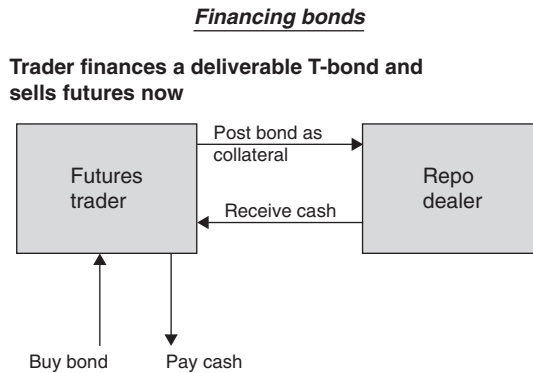 Financing bonds
Trader finances a deliverable T-bond and
sells futures now
Futures
trader
Post bond as
collateral
Receive cash
Repo
dealer
Buy bond
Pay cash